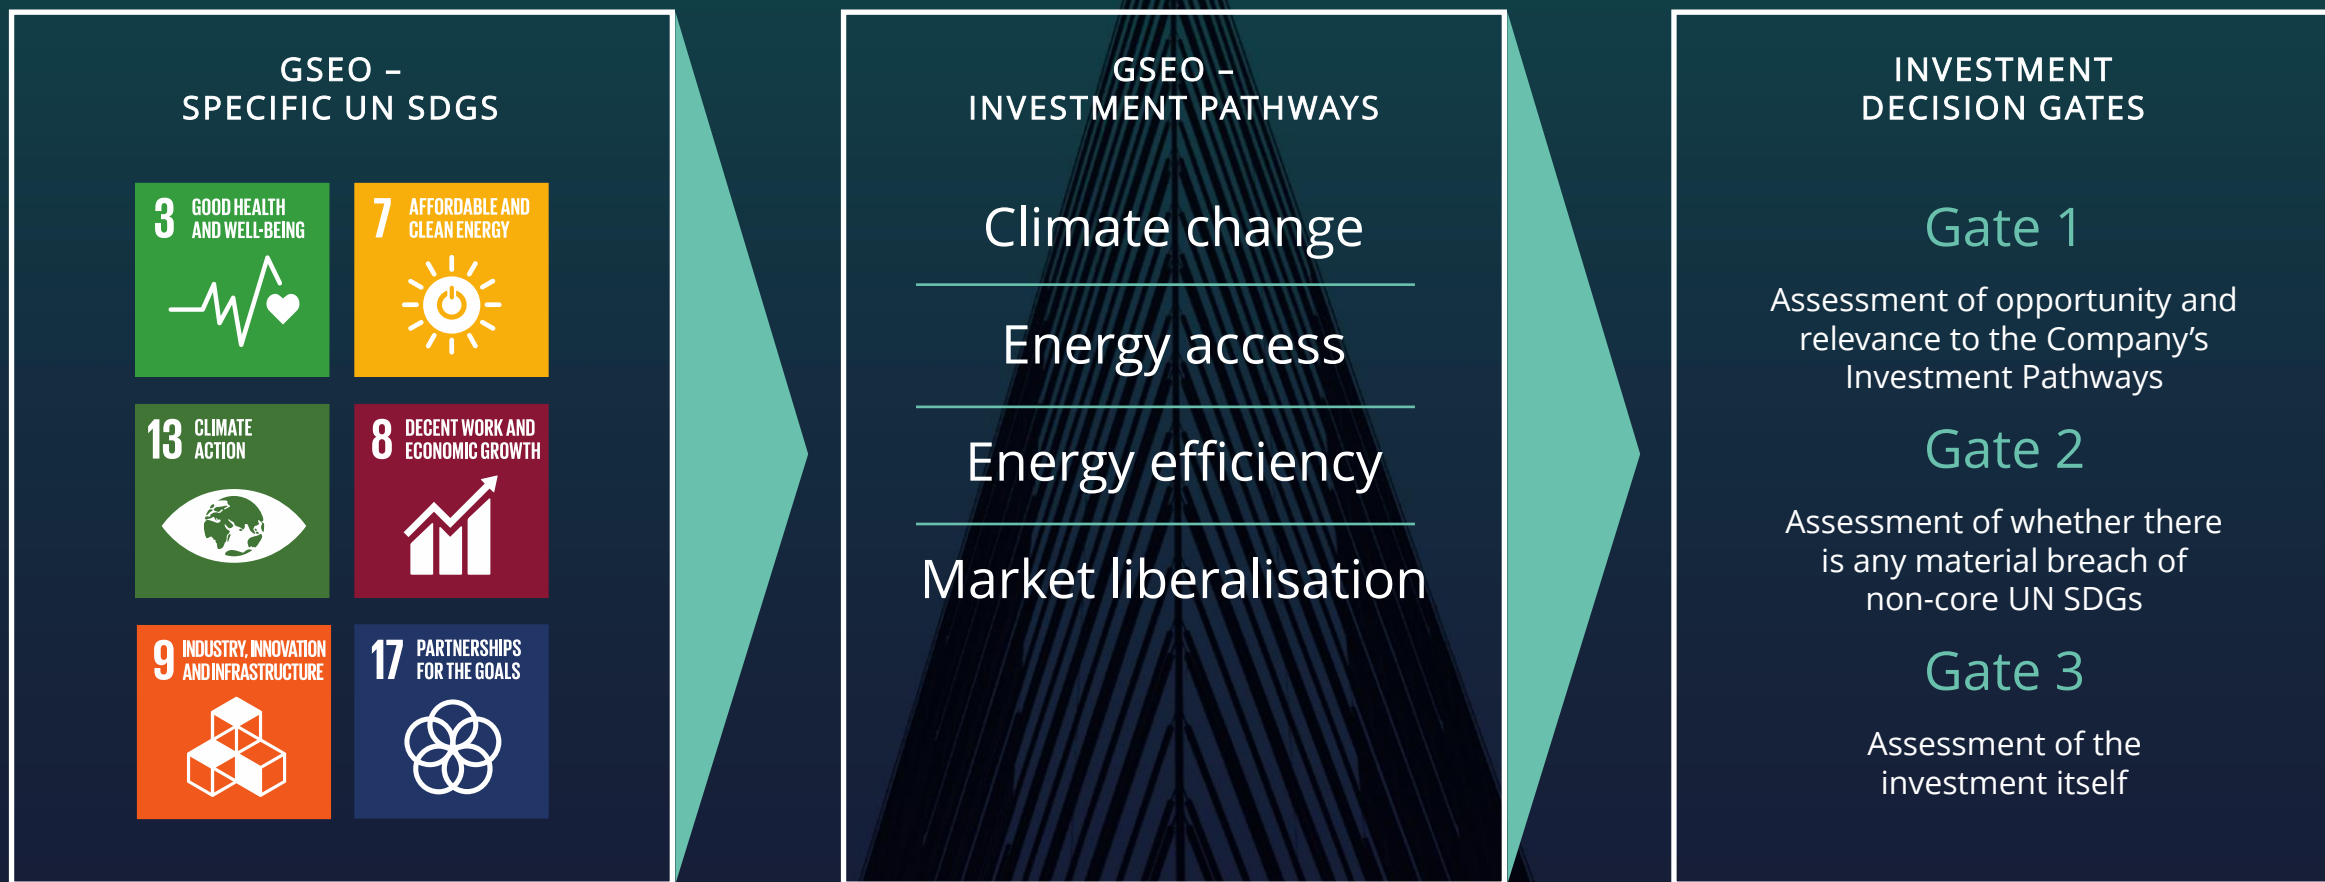 GSEO –
SPECIFIC UN SDGS
3 GOOD HEALTH
AND WELL-BEING
7 AFFORDABLE AND
CLEAN ENERGY
13 CLIMATE
ACTION
8 DECENT WORK AND
ECONOMIC GROWTH
9 INDUSTRY, INNOVATION
AND INFRASTRUCTURE
17 PARTNERSHIPS
FOR THE GOALS
GSEO –
INVESTMENT PATHWAYS
Climate change
Energy access
Energy efficiency
Market liberalisation
INVESTMENT
DECISION GATES
Gate 1
Assessment of opportunity and
relevance to the Company’s
Investment Pathways
Gate 2
Assessment of whether there
is any material breach of
non-core UN SDGs
Gate 3
Assessment of the
investment itself